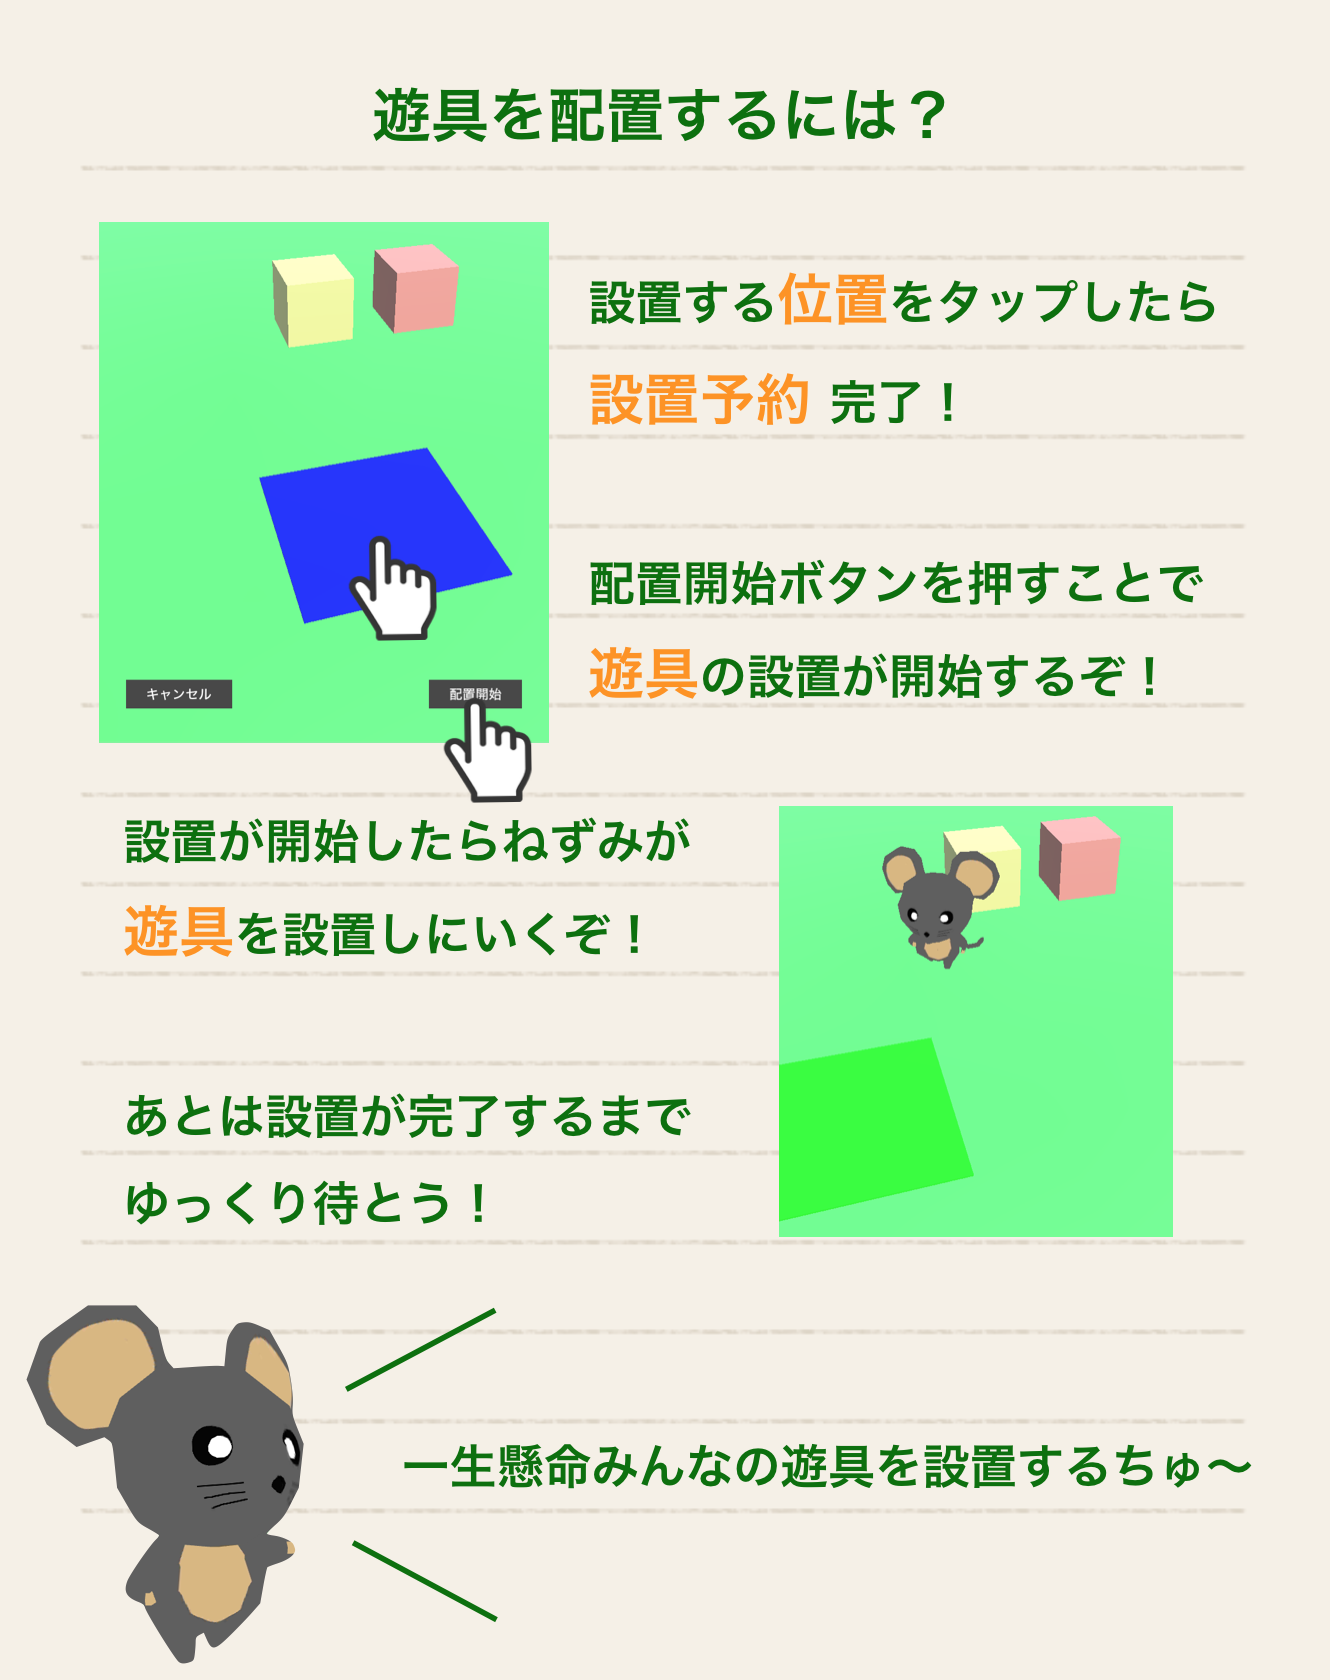 遊具を配置するには？
設置する位置をタップしたら
設置予約 完了！
配置開始ボタンを押すことで
遊具の設置が開始するぞ！
キャンセル
配置開始
設置が開始したらねずみが
遊具を設置しにいくぞ！
あとは設置が完了するまで
ゆっくり待とう！
一生懸命みんなの遊具を設置するちゅ〜